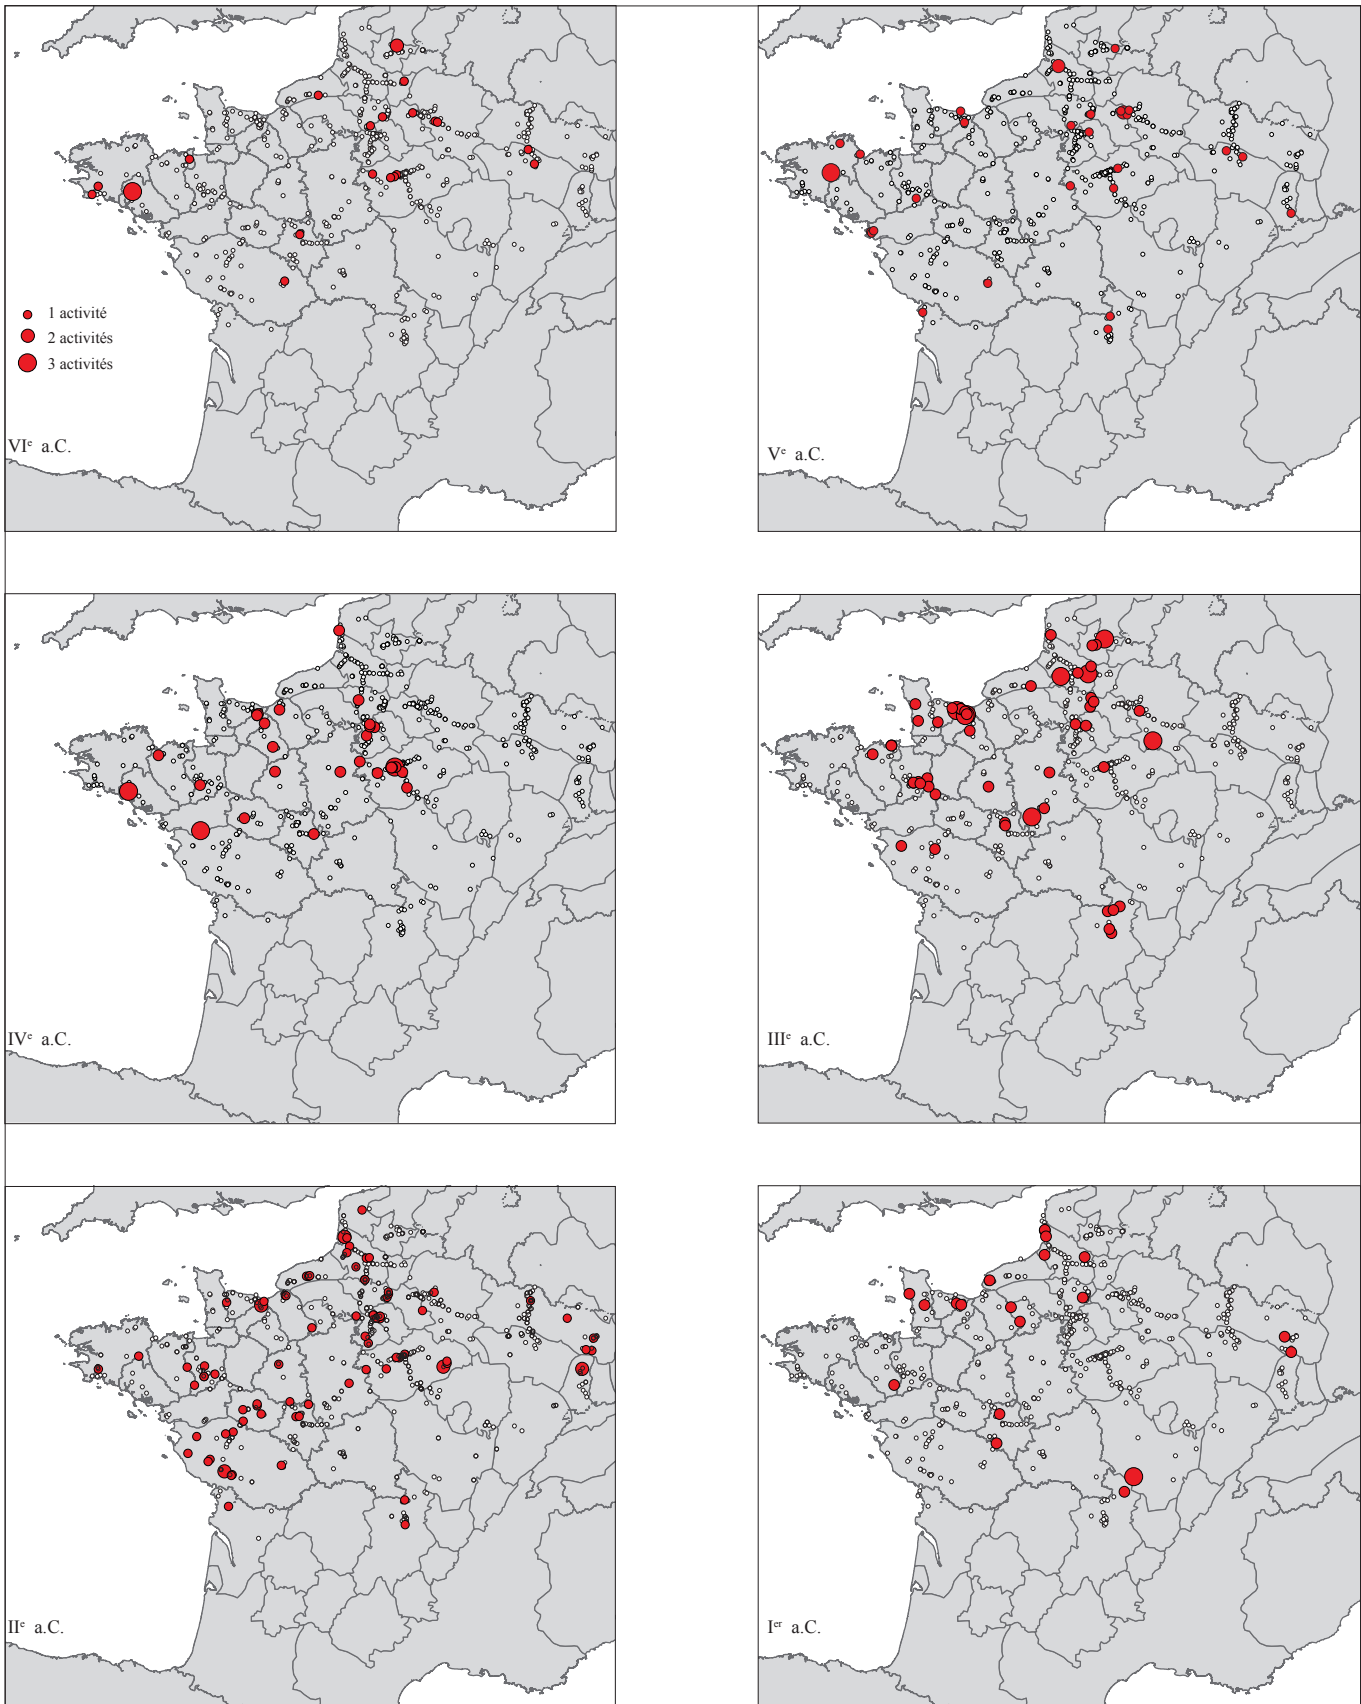 1 activité
2 activités
3 activités
VIe a.C.
Ve a.C.
IVe a.C.
IIIe a.C.
IIe a.C.
Ier a.C.